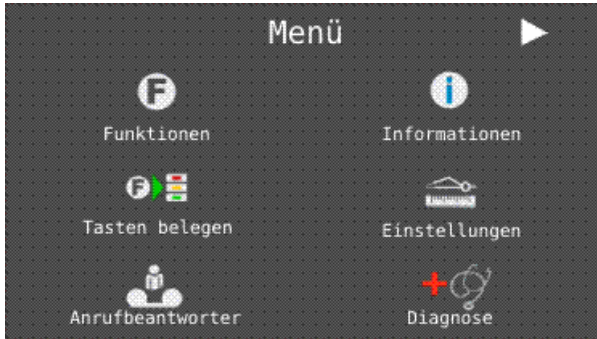 Menü
F
i
Funktionen
Informationen
F
Tasten belegen
Einstellungen
Anrufbeantworter
Diagnose